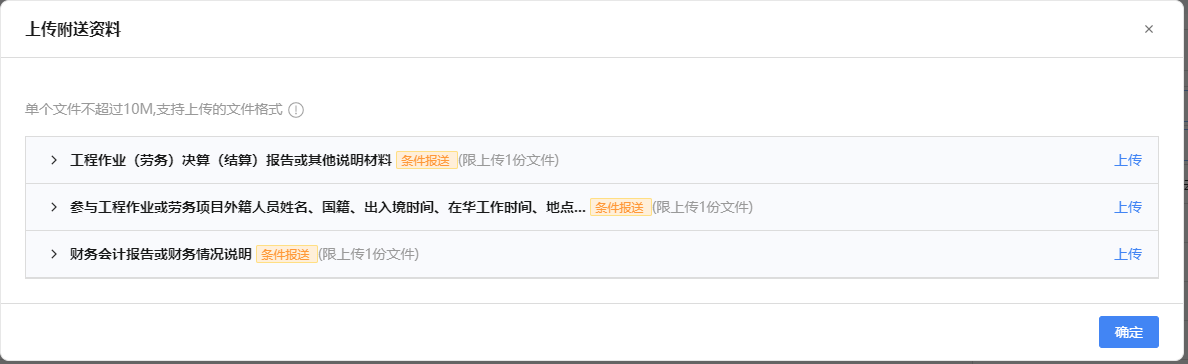 上传附送资料
×
单个文件不超过10M,支持上传的文件格式
工程作业（劳务）决算（结算）报告或其他说明材料 条件报送 (限上传1份文件) 上传
参与工程作业或劳务项目外籍人员姓名、国籍、出入境时间、在华工作时间、地点... 条件报送 (限上传1份文件) 上传
财务会计报告或财务情况说明 条件报送 (限上传1份文件) 上传
确定